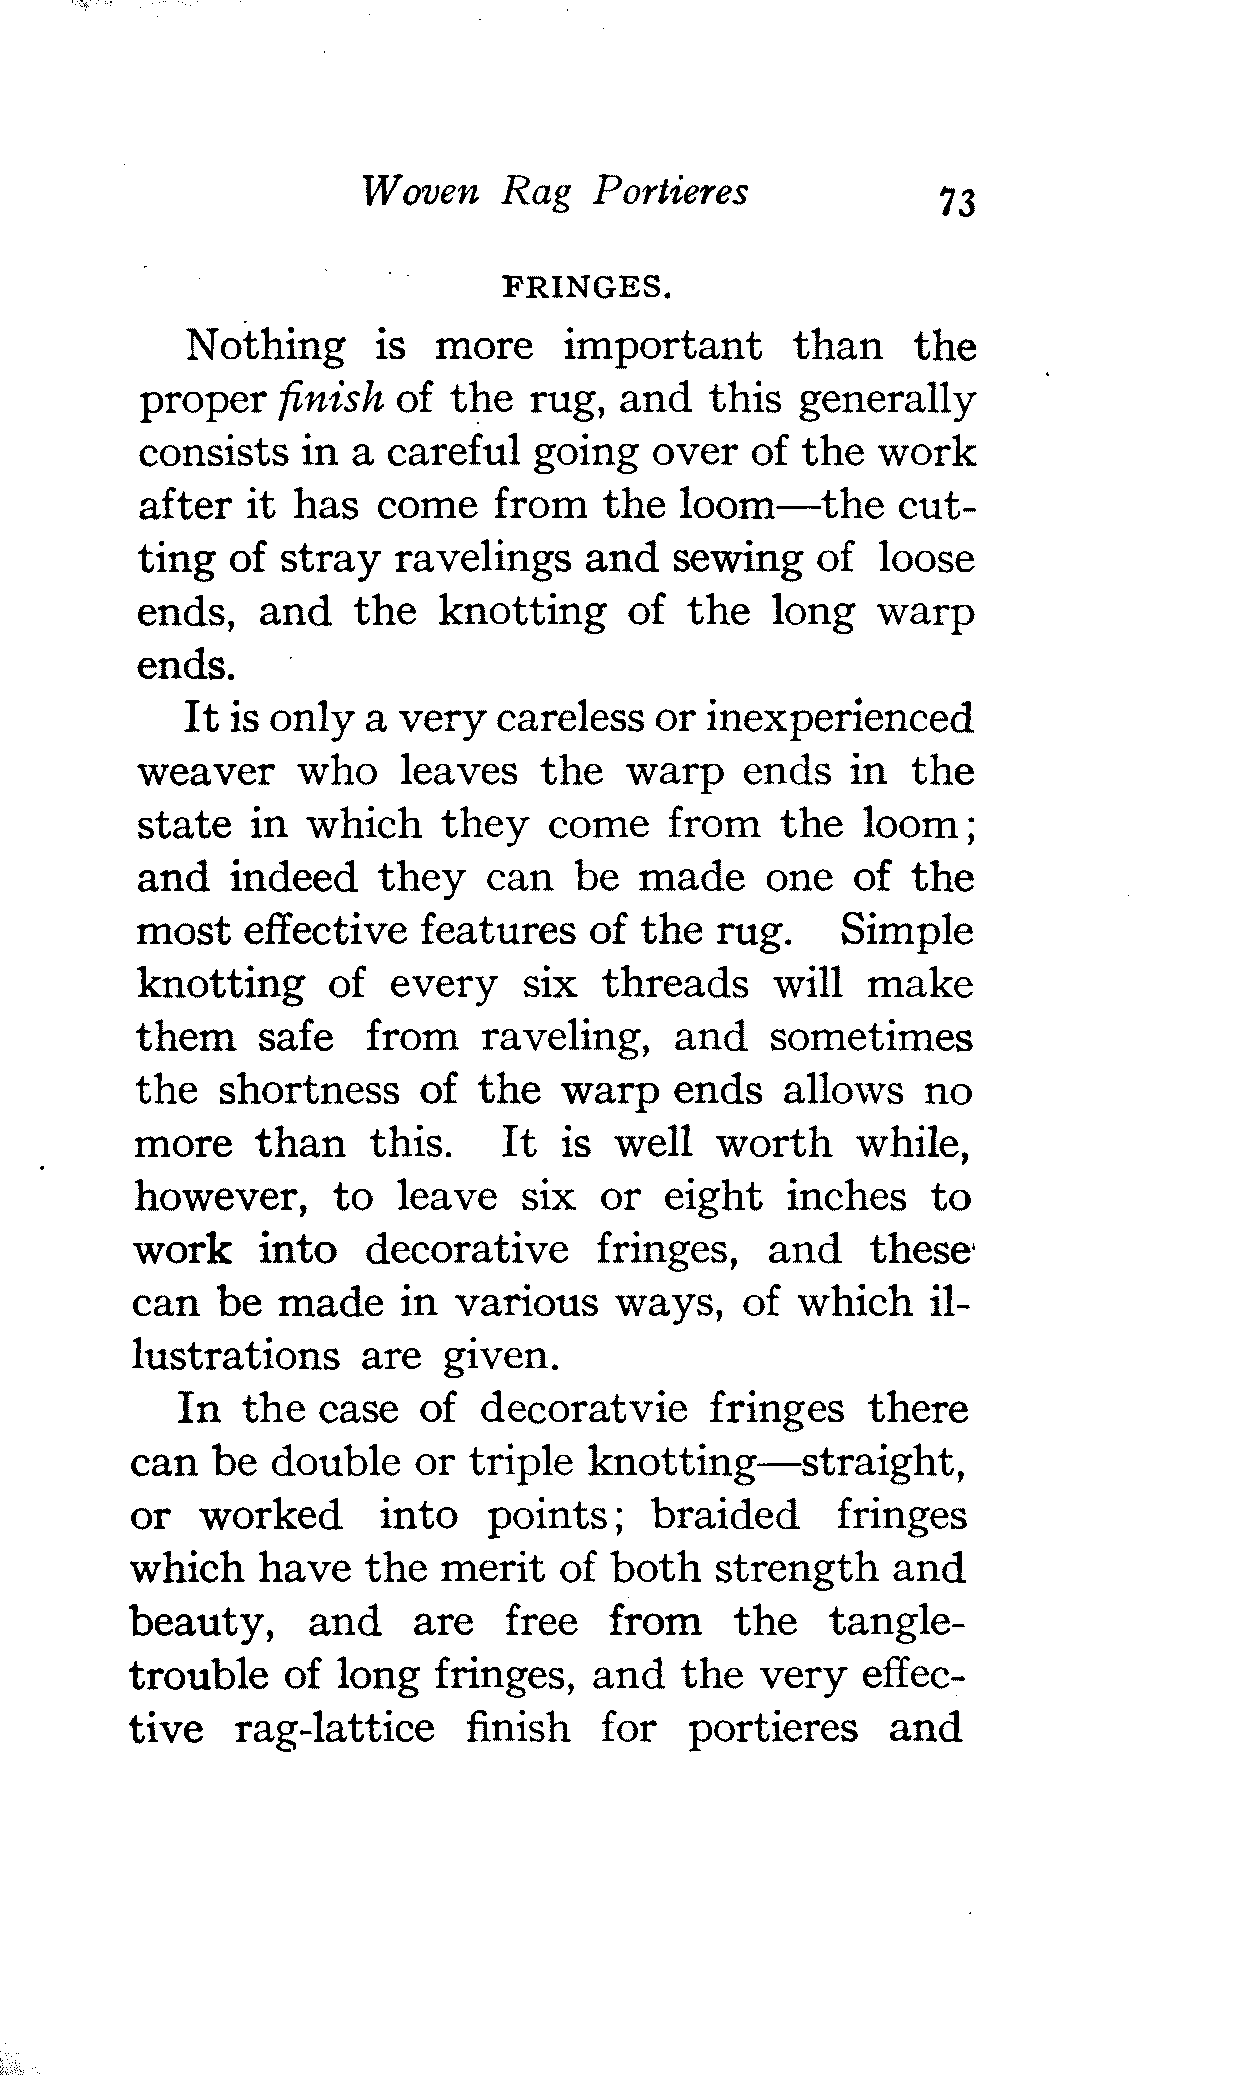 Woven Rag Portieres 73
FRINGES.
Nothing is more important than the
proper finish of the rug, and this generally
consists in a careful going over of the work
after it has come from the loom—the cut-
ting of stray ravelings and sewing of loose
ends, and the knotting of the long warp
ends.
It is only a very careless or inexperienced
weaver who leaves the warp ends in the
state in which they come from the loom;
and indeed they can be made one of the
most effective features of the rug. Simple
knotting of every six threads will make
them safe from raveling, and sometimes
the shortness of the warp ends allows no
more than this. It is well worth while,
however, to leave six or eight inches to
work into decorative fringes, and these
can be made in various ways, of which il-
lustrations are given.
In the case of decoratvie fringes there
can be double or triple knotting—straight,
or worked into points; braided fringes
which have the merit of both strength and
beauty, and are free from the tangle-
trouble of long fringes, and the very effec-
tive rag-lattice finish for portieres and